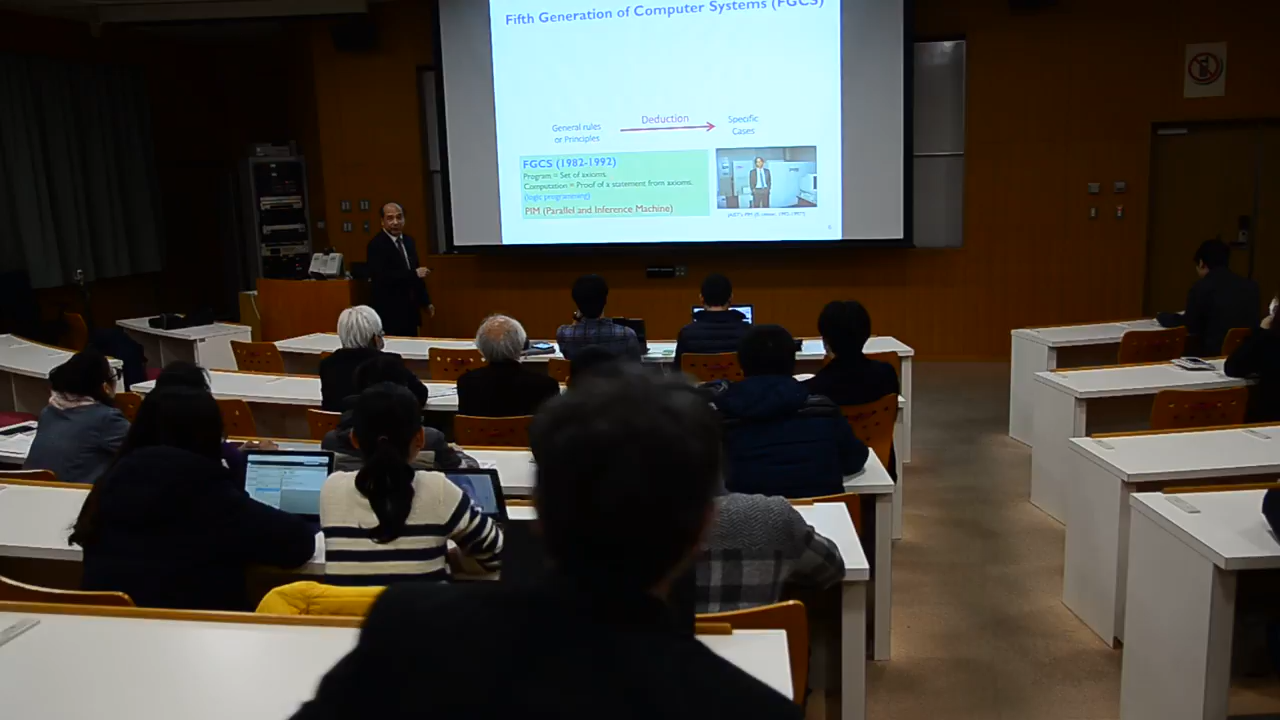 Fifth Generation of Computer Systems (FGCS)
Deduction
General rules
or Principles
Specific
Cases
FGCS (1982-1992)
Program = Set of axioms.
Computation = Proof of a statement from axioms.
(logic programming)
PIM (Parallel and Inference Machine)